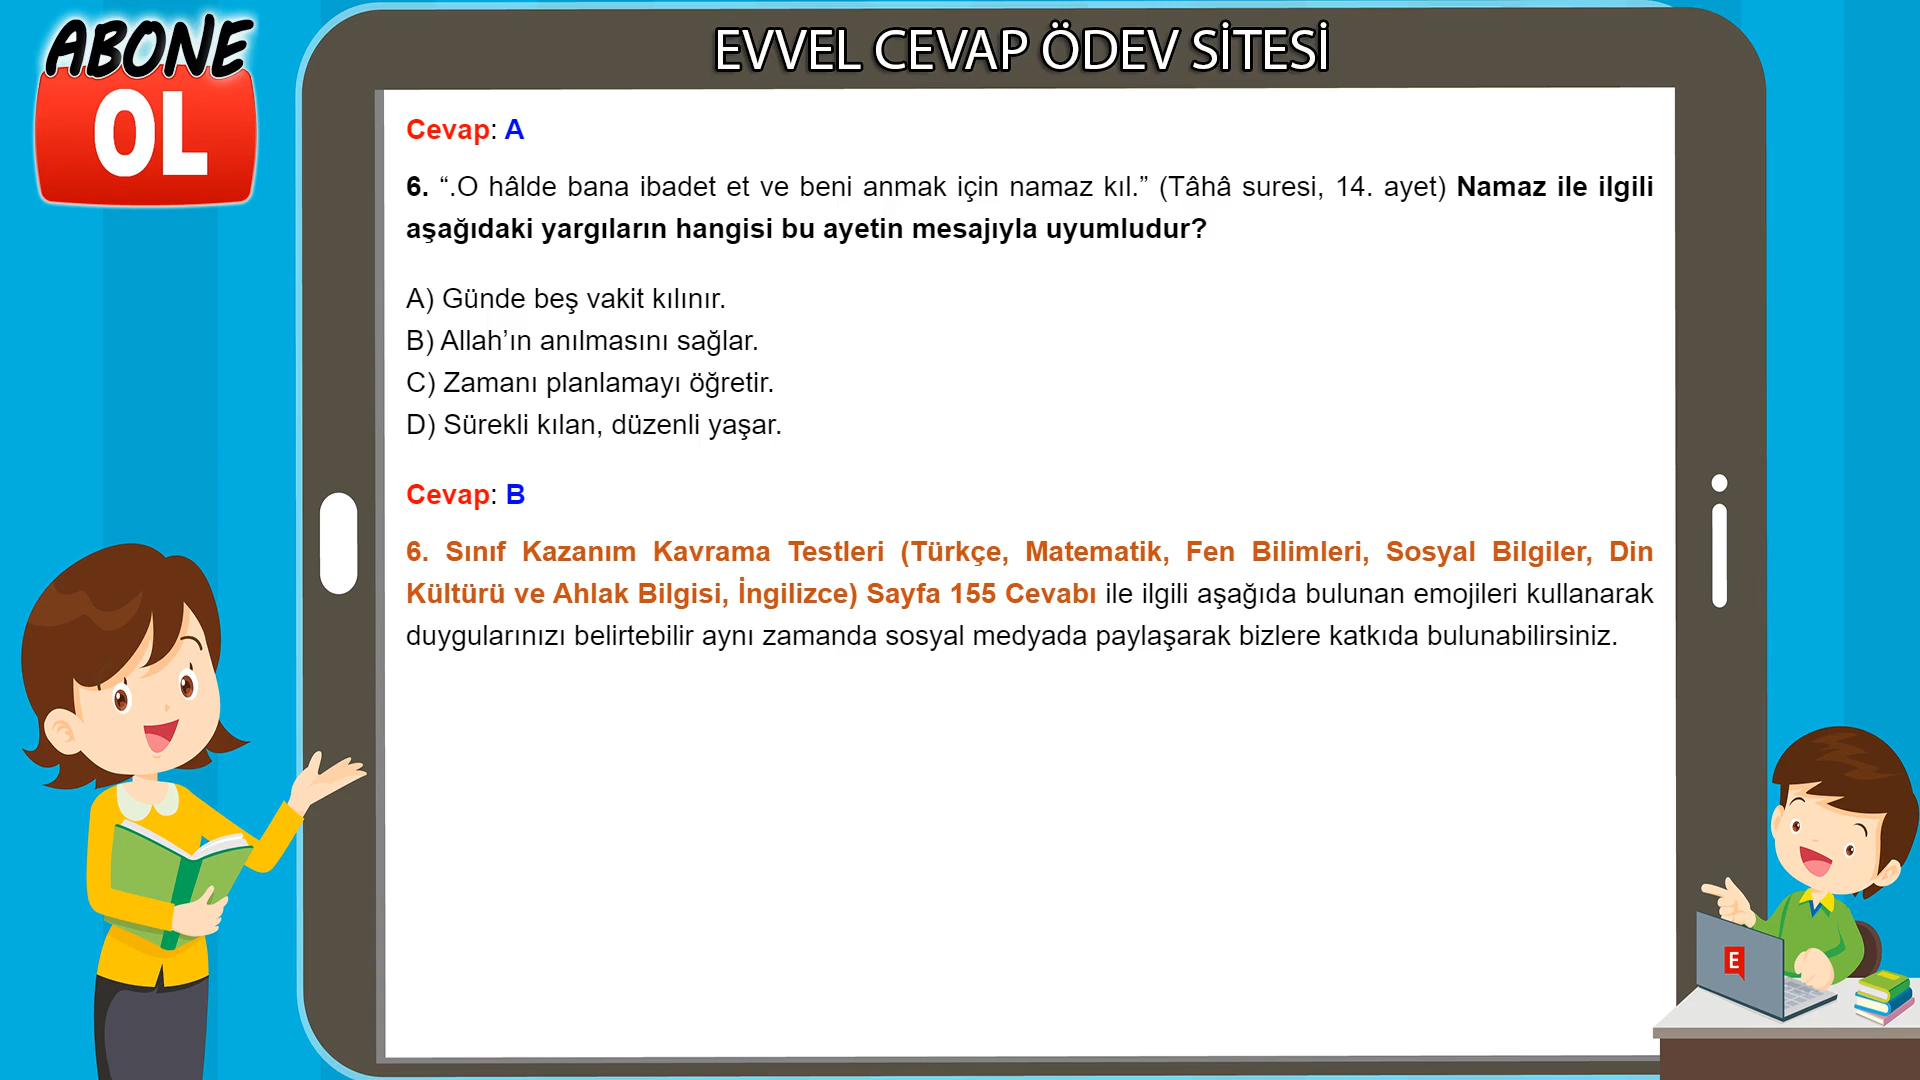 ABONE
OL
EVVEL CEVAP ÖDEV SİTESİ
Cevap: A
6. “.O hâlde bana ibadet et ve beni anmak için namaz kıl.” (Tâhâ suresi, 14. ayet) Namaz ile ilgili
aşağıdaki yargıların hangisi bu ayetin mesajıyla uyumludur?
A) Günde beş vakit kılınır.
B) Allah’ın anılmasını sağlar.
C) Zamanı planlamayı öğretir.
D) Sürekli kılan, düzenli yaşar.
Cevap: B
6. Sınıf Kazanım Kavrama Testleri (Türkçe, Matematik, Fen Bilimleri, Sosyal Bilgiler, Din
Kültürü ve Ahlak Bilgisi, İngilizce) Sayfa 155 Cevabı ile ilgili aşağıda bulunan emojileri kullanarak
duygularınızı belirtebilir aynı zamanda sosyal medyada paylaşarak bizlere katkıda bulunabilirsiniz.
E